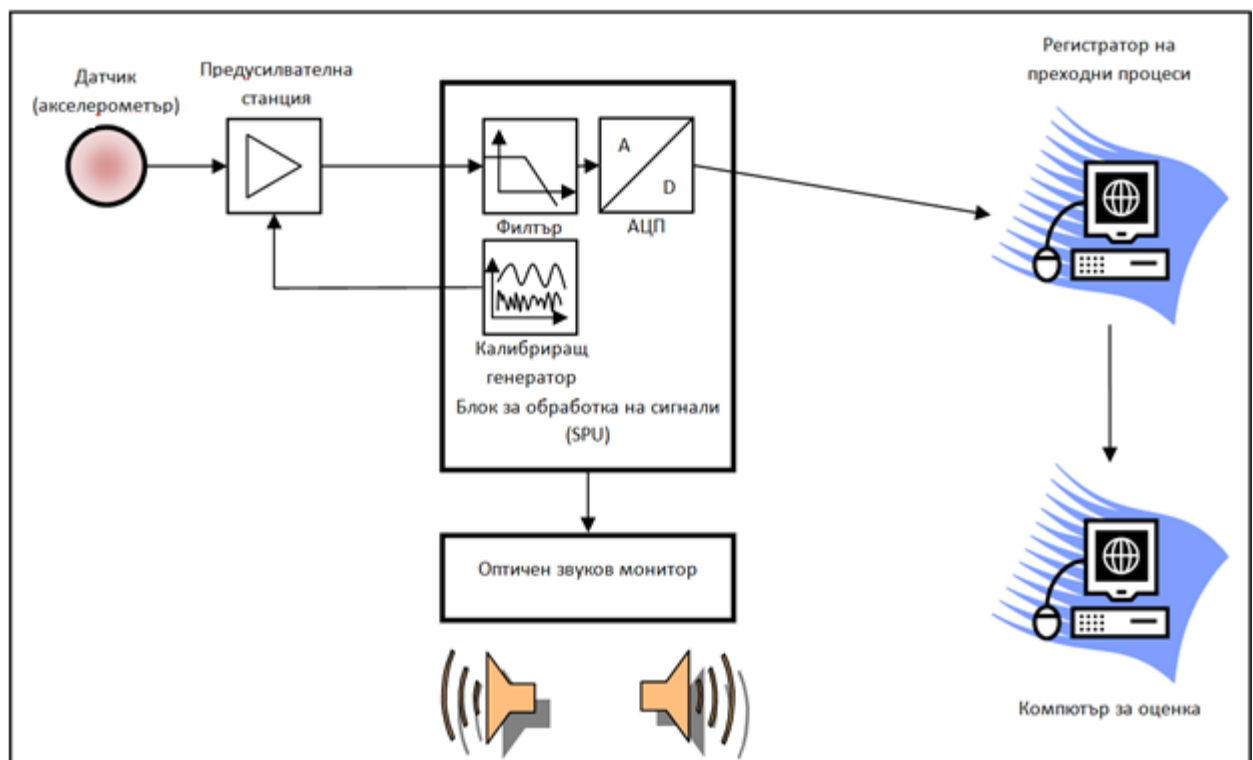 Датчик
(акселерометър)
Предусилвателна
станция
Филтър
A
D
АЦП
Калибриращ
генератор
Блок за обработка на сигнали
(SPU)
Оптичен звуков монитор
Регистратор на
преходни процеси
Компютър за оценка